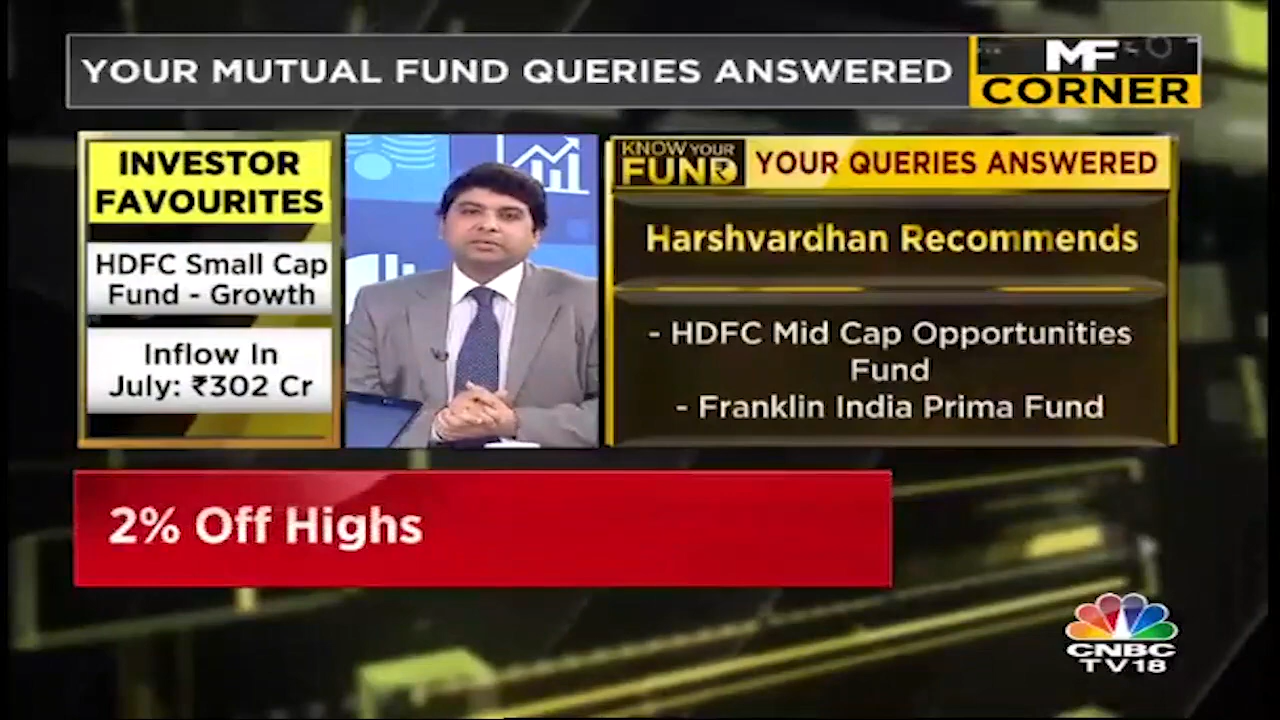 YOUR MUTUAL FUND QUERIES ANSWERED
MF
CORNER
INVESTOR
FAVOURITES
HDFC Small Cap
Fund - Growth
Inflow In
July: ₹302 Cr
KNOW YOUR
FUND
YOUR QUERIES ANSWERED
Harshvardhan Recommends
- HDFC Mid Cap Opportunities
Fund
- Franklin India Prima Fund
2% Off Highs
CNBC
TV18